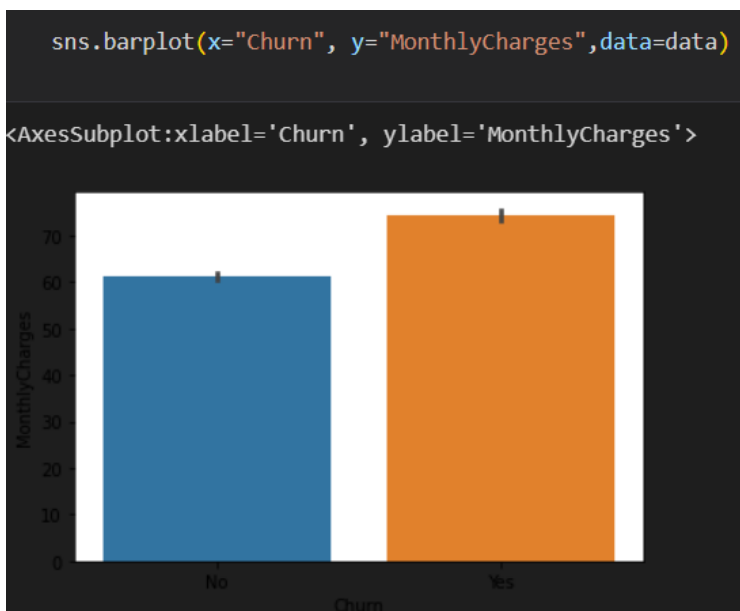 sns.barplot(x="Churn", y="MonthlyCharges",data=data)
<AxesSubplot:xlabel='Churn', ylabel='MonthlyCharges'>
70
60
50
40
30
20
10
0
MonthlyCharges
No Yes
Churn